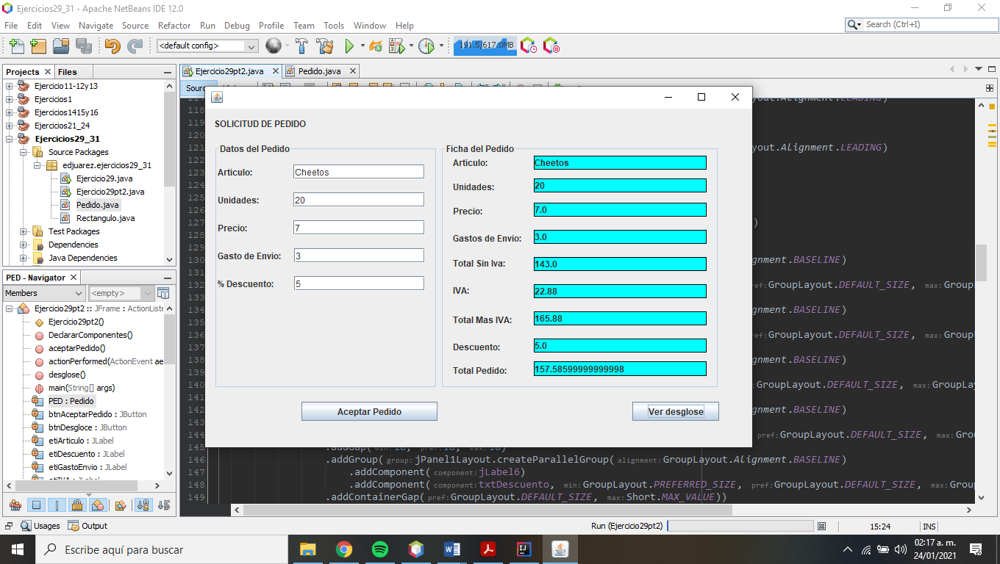 Ejercicios29_31 - Apache NetBeans IDE 12.0
File Edit View Navigate Source Refactor Run Debug Profile Team Tools Window Help
Search (Ctrl+I)
<default config>
191.5/617.0MB
Projects Files
Ejercicio11-12y13
Ejercicios1
Ejercicios1415y16
Ejercicios21_24
Ejercicios29_31
Source Packages
edjuarez.ejercicios29_31
Ejercicio29.java
Ejercicio29pt2.java
Pedido.java
Rectangulo.java
Test Packages
Dependencies
Java Dependencies
PED - Navigator
Members <empty>
Ejercicio29pt2 :: JFrame : ActionListe
Ejercicio29pt2()
DeclararComponentes()
aceptarPedido()
actionPerformed(ActionEvent ae
desglose()
main(String[] args)
PED : Pedido
btnAceptarPedido : JButton
btnDesgloce : JButton
etiArticulo : JLabel
etiDescuento : JLabel
etiGastoEnvio : JLabel
etiIVA : JLabel
Ejercicio29pt2.java Pedido.java
Sourc
SOLICITUD DE PEDIDO
Datos del Pedido
Articulo: Cheetos
Unidades: 20
Precio: 7
Gasto de Envio: 3
% Descuento: 5
Aceptar Pedido
Ficha del Pedido
Articulo: Cheetos
Unidades: 20
Precio: 7.0
Gastos de Envio: 3.0
Total Sin Iva: 143.0
IVA: 22.88
Total Mas IVA: 165.88
Descuento: 5.0
Total Pedido: 157.58599999999998
Ver desglose
117 out.Alignment.LEADING)
118
119
120
121 out.Alignment.LEADING)
122
123
124
125
126
127 )
128
129
130 gnment.BASELINE)
131
132 pref:GroupLayout.DEFAULT_SIZE, max:Group
133
134 gnment.BASELINE)
135
136 pref:GroupLayout.DEFAULT_SIZE, max:Gro
137
138 gnment.BASELINE)
139
140 GroupLayout.DEFAULT_SIZE, max:GroupLay
141
142 gnment.BASELINE)
143
144 pref:GroupLayout.DEFAULT_SIZE, max:Gro
145 .addGap(min:18, pref:18, max:18)
146 .addGroup(group:jPanel1Layout.createParallelGroup(alignment:GroupLayout.Alignment.BASELINE)
147 .addComponent(component:jLabel6)
148 .addComponent(component:txtDescuento, min:GroupLayout.PREFERRED_SIZE, pref:GroupLayout.DEFAULT_SIZE, max:Gro
149 .addContainerGap(pref:GroupLayout.DEFAULT_SIZE, max:Short.MAX_VALUE))
Usages Output
Run (Ejercicio29pt2)
15:24 INS
Escribe aquí para buscar
02:17 a. m.
24/01/2021